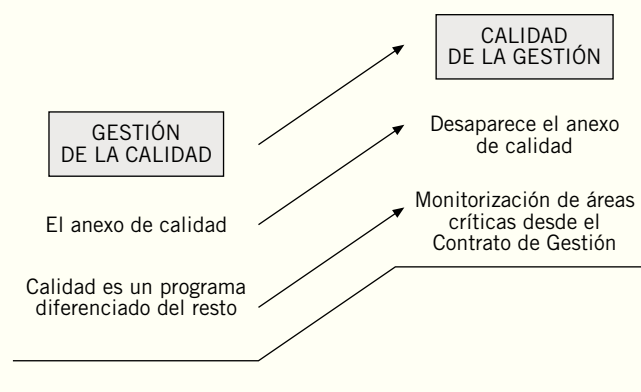 GESTIÓN
DE LA CALIDAD
El anexo de calidad
Calidad es un programa
diferenciado del resto
CALIDAD
DE LA GESTIÓN
Desaparece el anexo
de calidad
Monitorización de áreas
críticas desde el
Contrato de Gestión